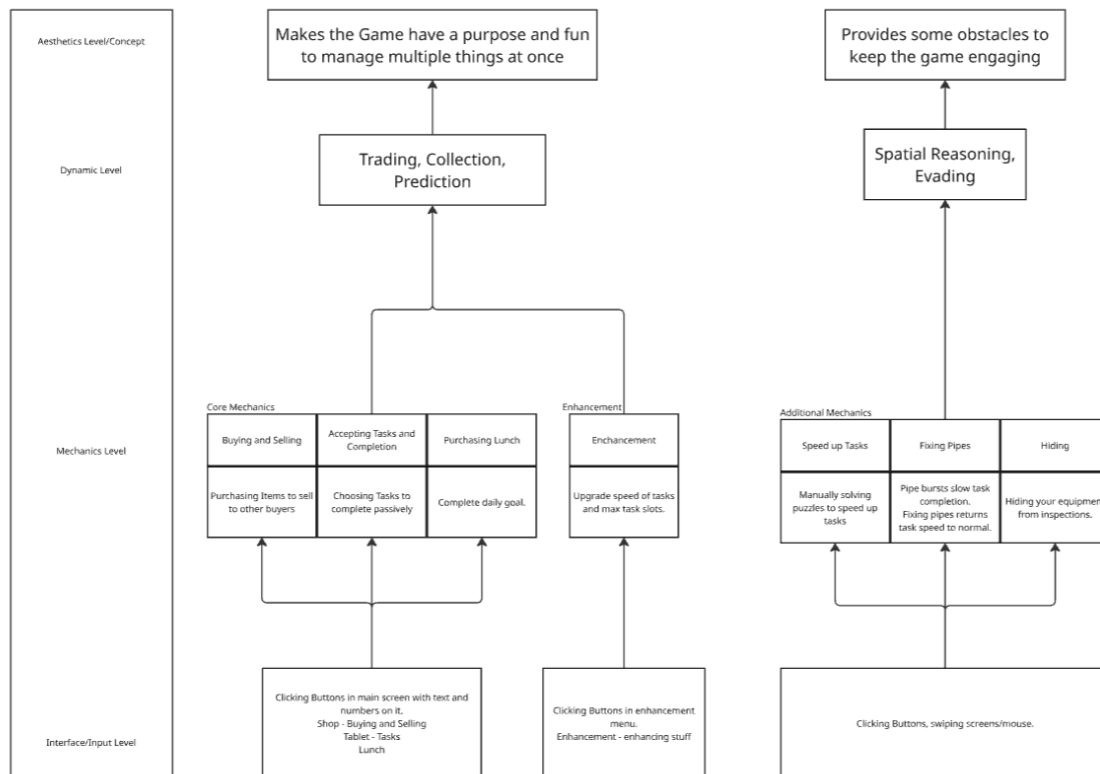 Aesthetics Level/Concept
Makes the Game have a purpose and fun
to manage multiple things at once
Provides some obstacles to
keep the game engaging
Dynamic Level
Trading, Collection,
Prediction
Spatial Reasoning,
Evading
Mechanics Level
Core Mechanics
Buying and Selling
Accepting Tasks and
Completion
Purchasing Lunch
Purchasing Items to sell
to other buyers
Choosing Tasks to
complete passively
Complete daily goal.
Enhancement
Enchancement
Upgrade speed of tasks
and max task slots.
Additional Mechanics
Speed up Tasks
Fixing Pipes
Hiding
Manually solving
puzzles to speed up
tasks
Pipe bursts slow task
completion.
Fixing pipes returns
task speed to normal.
Hiding your equipmen
from inspections.
Interface/Input Level
Clicking Buttons in main screen with text and
numbers on it.
Shop - Buying and Selling
Tablet - Tasks
Lunch
Clicking Buttons in enhancement
menu.
Enhancement - enhancing stuff
Clicking Buttons, swiping screens/mouse.